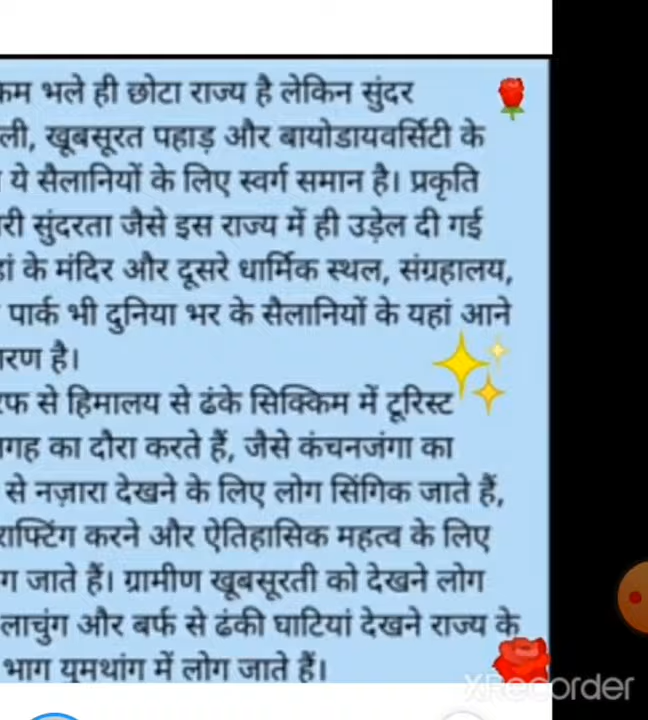 कम भले ही छोटा राज्य है लेकिन सुंदर
ली, खूबसूरत पहाड़ और बायोडायवर्सिटी के
ये सैलानियों के लिए स्वर्ग समान है। प्रकृति
री सुंदरता जैसे इस राज्य में ही उड़ेल दी गई
हां के मंदिर और दूसरे धार्मिक स्थल, संग्रहालय,
पार्क भी दुनिया भर के सैलानियों के यहां आने
रण है।
रफ से हिमालय से ढंके सिक्किम में टूरिस्ट
गह का दौरा करते हैं, जैसे कंचनजंगा का
से नज़ारा देखने के लिए लोग सिंगिक जाते हैं,
राफ्टिंग करने और ऐतिहासिक महत्व के लिए
ग जाते हैं। ग्रामीण खूबसूरती को देखने लोग
लाचुंग और बर्फ से ढंकी घाटियां देखने राज्य के
भाग यूमथांग में लोग जाते हैं।
XRecorder